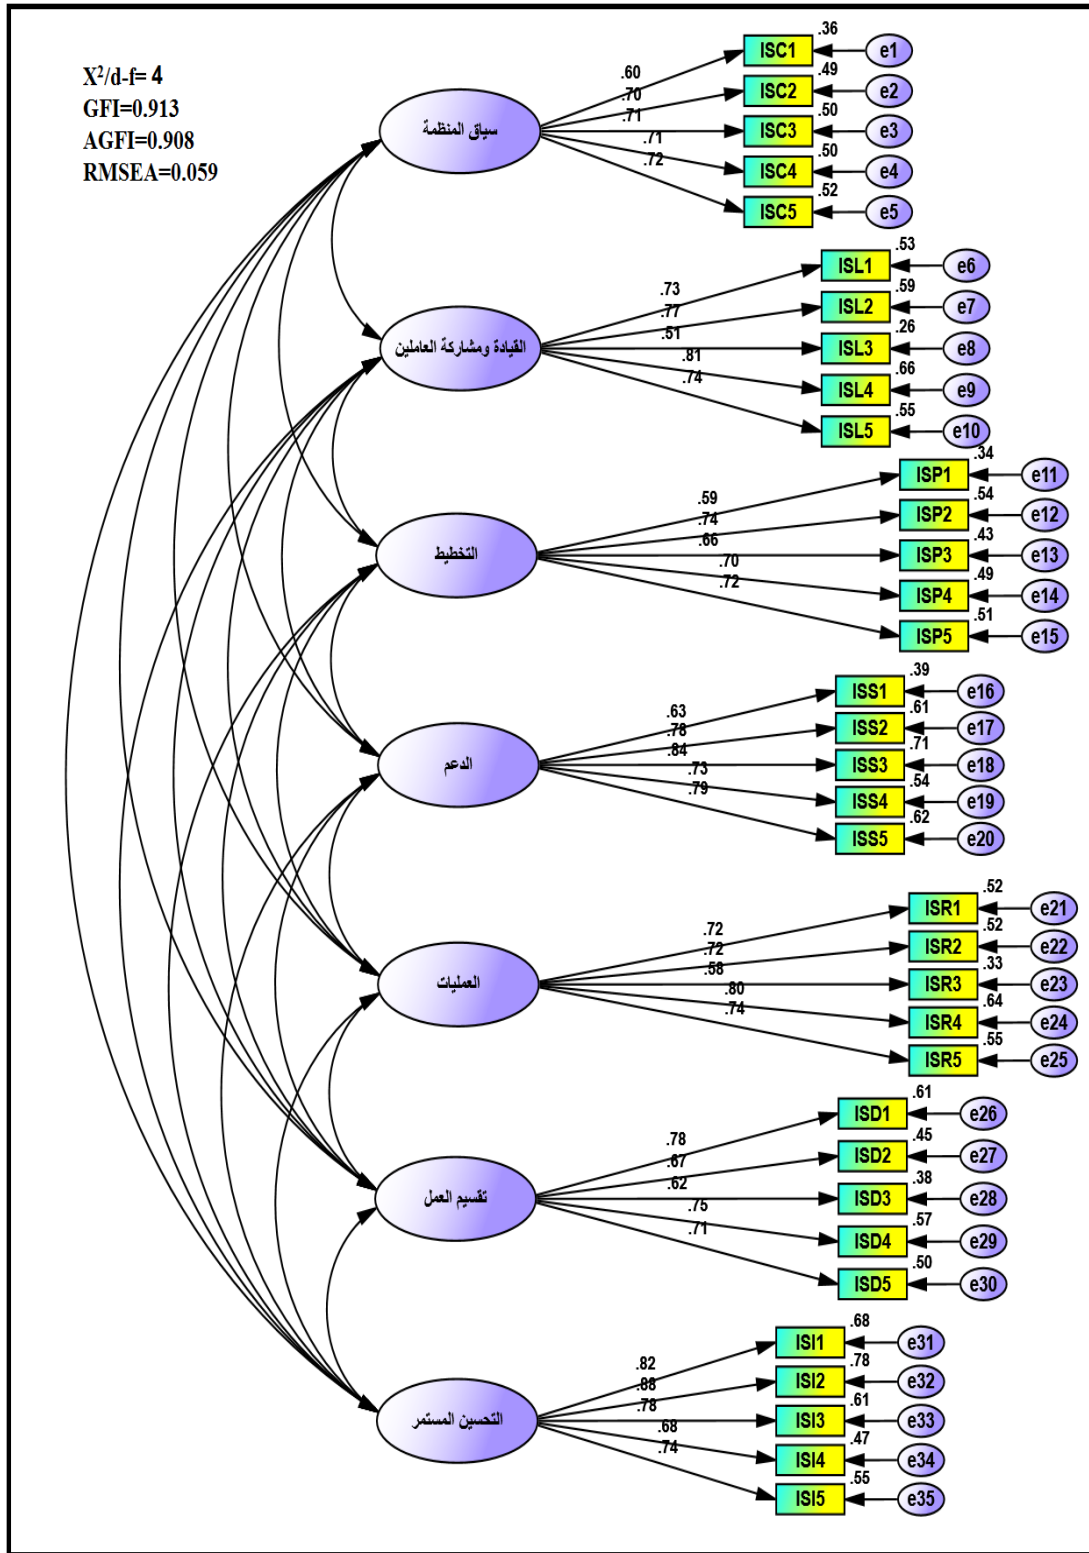 X²/d-f= 4
GFI=0.913
AGFI=0.908
RMSEA=0.059
سياق المنظمة
.60
.70
.71
.71
.72
ISC1
.36
e1
ISC2
.49
e2
ISC3
.50
e3
ISC4
.50
e4
ISC5
.52
e5
القيادة ومشاركة العاملين
.73
.77
.51
.81
.74
ISL1
.53
e6
ISL2
.59
e7
ISL3
.26
e8
ISL4
.66
e9
ISL5
.55
e10
التخطيط
.59
.74
.66
.70
.72
ISP1
.34
e11
ISP2
.54
e12
ISP3
.43
e13
ISP4
.49
e14
ISP5
.51
e15
الدعم
.63
.78
.84
.73
.79
ISS1
.39
e16
ISS2
.61
e17
ISS3
.71
e18
ISS4
.54
e19
ISS5
.62
e20
العمليات
.72
.72
.58
.80
.74
ISR1
.52
e21
ISR2
.52
e22
ISR3
.33
e23
ISR4
.64
e24
ISR5
.55
e25
تقسيم العمل
.78
.67
.62
.75
.71
ISD1
.61
e26
ISD2
.45
e27
ISD3
.38
e28
ISD4
.57
e29
ISD5
.50
e30
التحسين المستمر
.82
.88
.78
.68
.74
ISI1
.68
e31
ISI2
.78
e32
ISI3
.61
e33
ISI4
.47
e34
ISI5
.55
e35